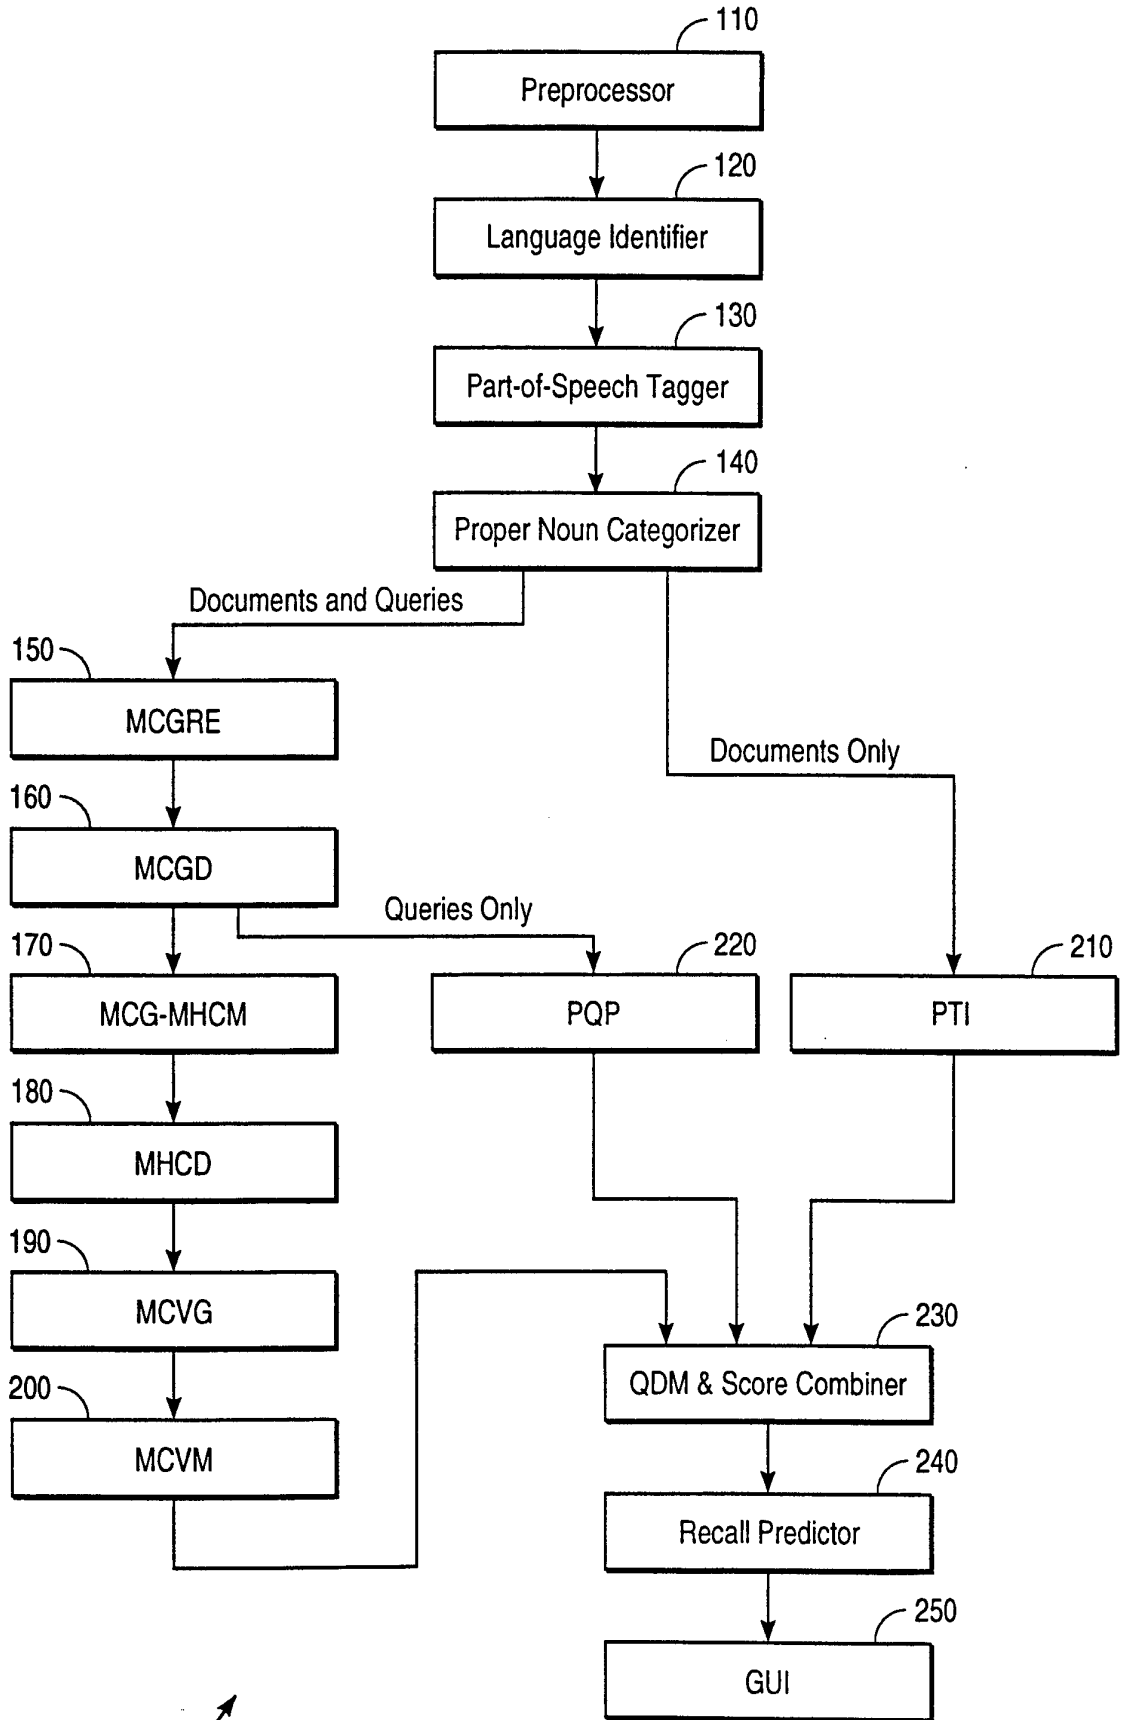 110
Preprocessor
120
Language Identifier
130
Part-of-Speech Tagger
140
Proper Noun Categorizer
Documents and Queries
150
MCGRE
Documents Only
160
MCGD
Queries Only
170
220
210
MCG-MHCM
PQP
PTI
180
MHCD
190
MCVG
230
QDM & Score Combiner
200
MCVM
240
Recall Predictor
250
GUI